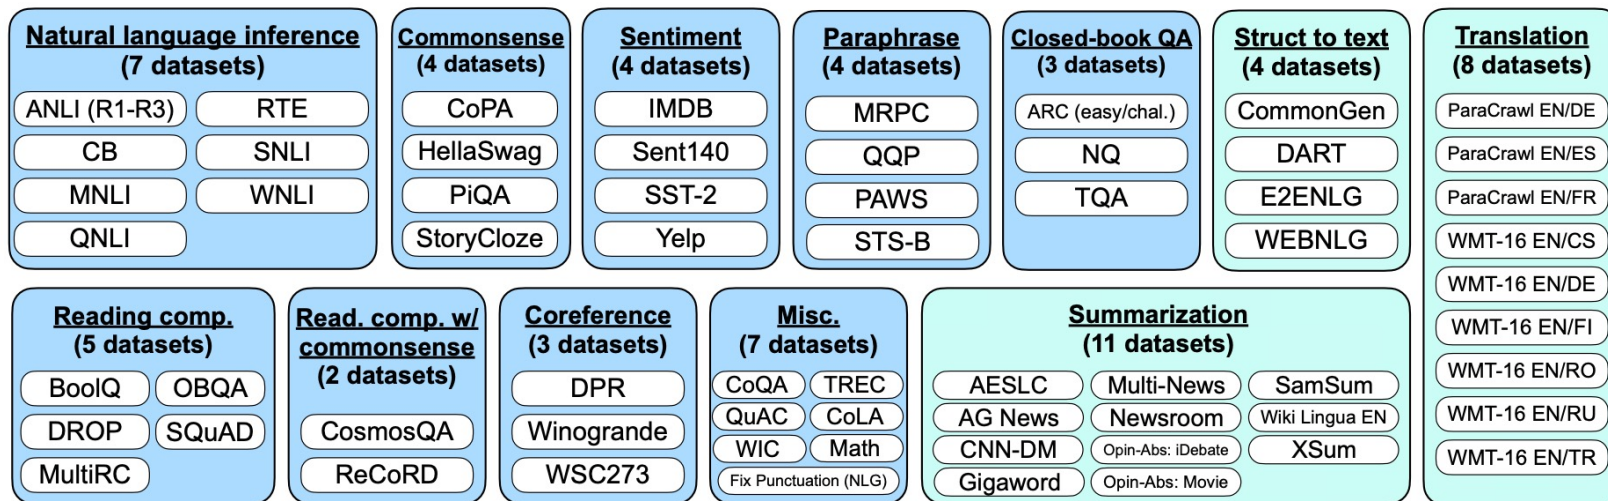 Natural language inference
(7 datasets)
ANLI (R1-R3)
RTE
CB
SNLI
MNLI
WNLI
QNLI
Commonsense
(4 datasets)
CoPA
HellaSwag
PiQA
StoryCloze
Sentiment
(4 datasets)
IMDB
Sent140
SST-2
Yelp
Paraphrase
(4 datasets)
MRPC
QQP
PAWS
STS-B
Closed-book QA
(3 datasets)
ARC (easy/chal.)
NQ
TQA
Struct to text
(4 datasets)
CommonGen
DART
E2ENLG
WEBNLG
Translation
(8 datasets)
ParaCrawl EN/DE
ParaCrawl EN/ES
ParaCrawl EN/FR
WMT-16 EN/CS
WMT-16 EN/DE
WMT-16 EN/FI
WMT-16 EN/RO
WMT-16 EN/RU
WMT-16 EN/TR
Reading comp.
(5 datasets)
BoolQ
OBQA
DROP
SQuAD
MultiRC
Read. comp. w/
commonsense
(2 datasets)
CosmosQA
ReCoRD
Coreference
(3 datasets)
DPR
Winogrande
WSC273
Misc.
(7 datasets)
CoQA
TREC
QuAC
CoLA
WIC
Math
Fix Punctuation (NLG)
Summarization
(11 datasets)
AESLC
Multi-News
SamSum
AG News
Newsroom
Wiki Lingua EN
CNN-DM
Opin-Abs: iDebate
XSum
Gigaword
Opin-Abs: Movie